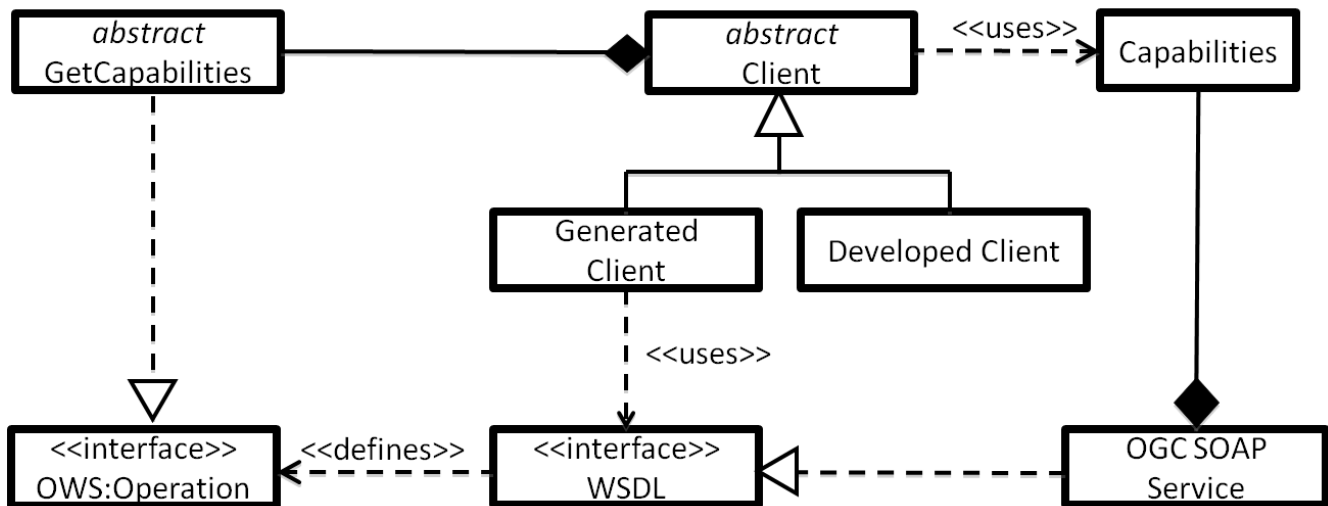 abstract
GetCapabilities
abstract
Client
<<uses>>
Capabilities
Generated
Client
Developed Client
<<uses>>
<<interface>>
OWS:Operation
<<defines>>
<<interface>>
WSDL
OGC SOAP
Service